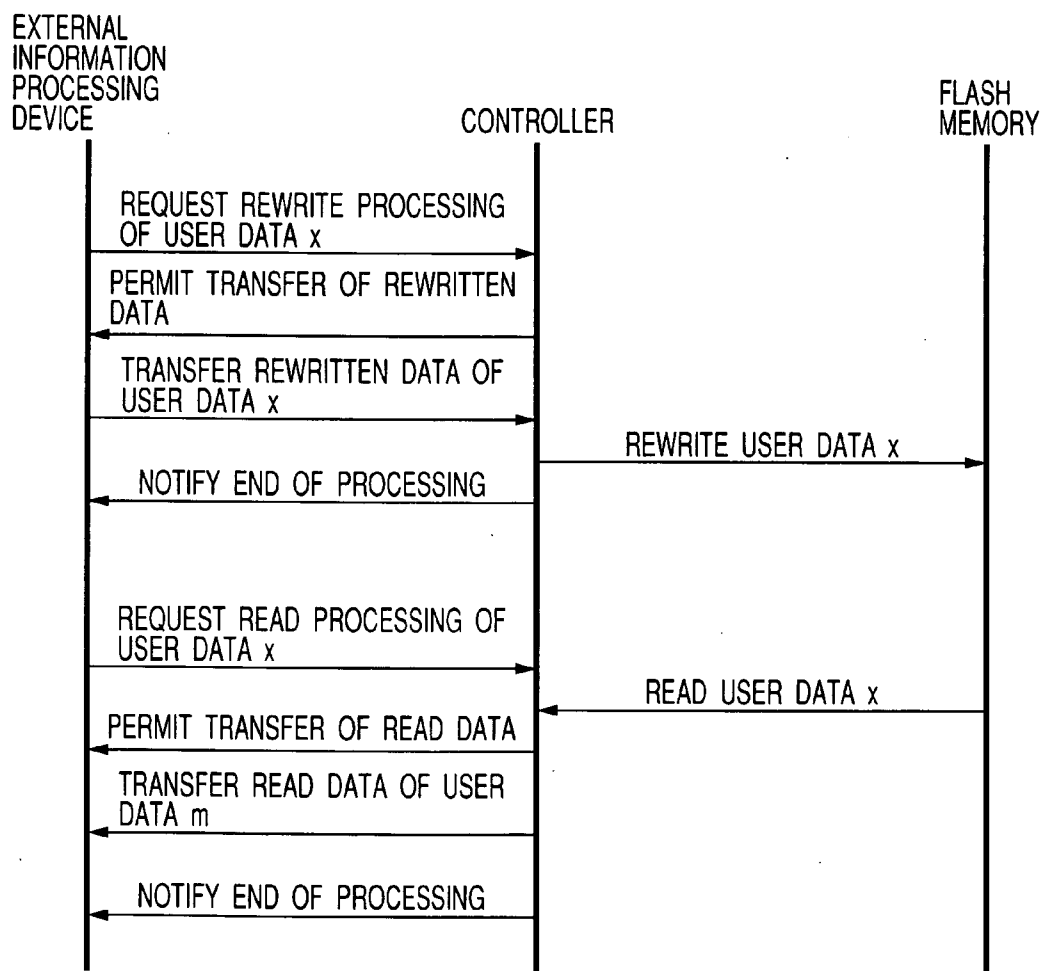 EXTERNAL
INFORMATION
PROCESSING
DEVICE
CONTROLLER
FLASH
MEMORY
REQUEST REWRITE PROCESSING
OF USER DATA x
PERMIT TRANSFER OF REWRITTEN
DATA
TRANSFER REWRITTEN DATA OF
USER DATA x
REWRITE USER DATA x
NOTIFY END OF PROCESSING
REQUEST READ PROCESSING OF
USER DATA x
READ USER DATA x
PERMIT TRANSFER OF READ DATA
TRANSFER READ DATA OF USER
DATA m
NOTIFY END OF PROCESSING